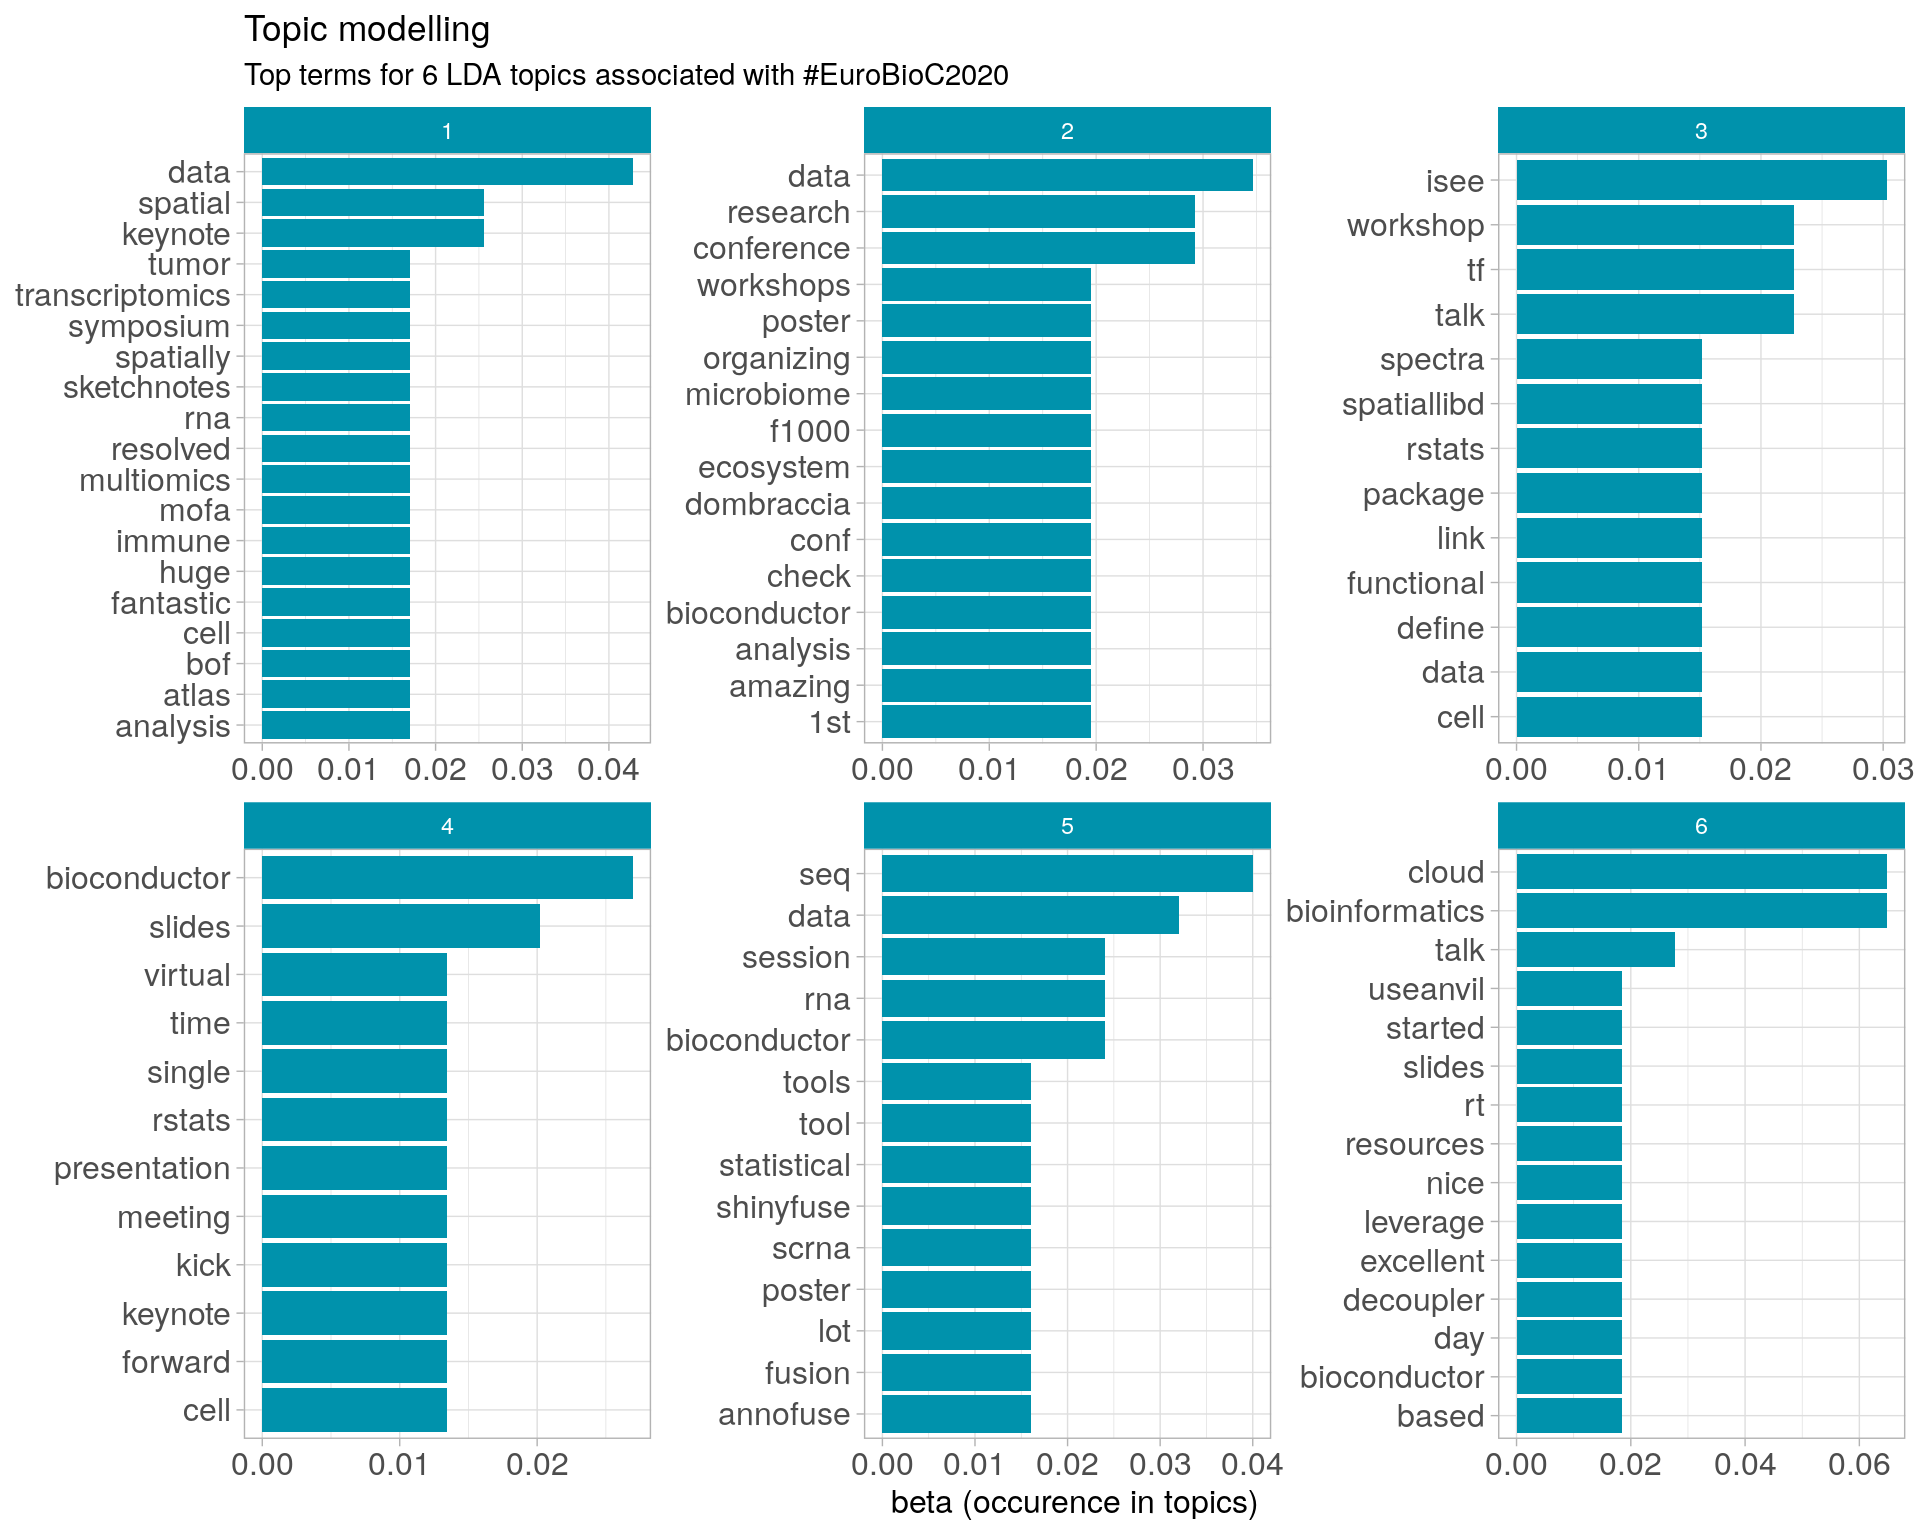 Topic modelling
Top terms for 6 LDA topics associated with #EuroBioC2020
1
data
spatial
keynote
tumor
transcriptomics
symposium
spatially
sketchnotes
rna
resolved
multiomics
mofa
immune
huge
fantastic
cell
bof
atlas
analysis
0.00 0.01 0.02 0.03 0.04
2
data
research
conference
workshops
poster
organizing
microbiome
f1000
ecosystem
dombraccia
conf
check
bioconductor
analysis
amazing
1st
0.00 0.01 0.02 0.03
3
isee
workshop
tf
talk
spectra
spatiallibd
rstats
package
link
functional
define
data
cell
0.00 0.01 0.02 0.03
4
bioconductor
slides
virtual
time
single
rstats
presentation
meeting
kick
keynote
forward
cell
0.00 0.01 0.02
5
seq
data
session
rna
bioconductor
tools
tool
statistical
shinyfuse
scrna
poster
lot
fusion
annofuse
0.00 0.01 0.02 0.03 0.04
6
cloud
bioinformatics
talk
useanvil
started
slides
rt
resources
nice
leverage
excellent
decoupler
day
bioconductor
based
0.00 0.02 0.04 0.06
beta (occurence in topics)